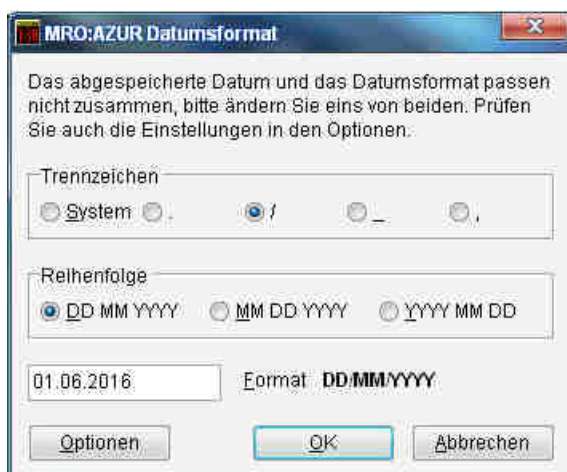 MRO:AZUR Datumsformat
Das abgespeicherte Datum und das Datumsformat passen
nicht zusammen, bitte ändern Sie eins von beiden. Prüfen
Sie auch die Einstellungen in den Optionen.
Trennzeichen
System . / _ ,
Reihenfolge
DD MM YYYY MM DD YYYY YYYY MM DD
01.06.2016 Format DD/MM/YYYY
Optionen OK Abbrechen